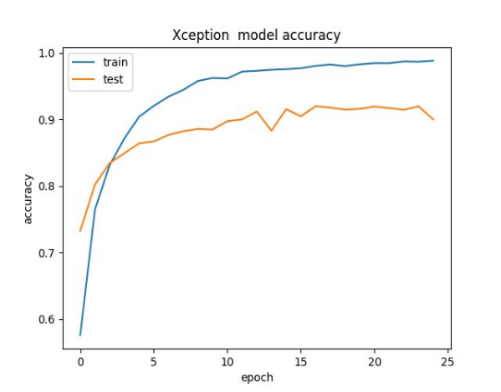 Xception model accuracy
train
test
1.0
0.9
0.8
0.7
0.6
accuracy
0 5 10 15 20 25
epoch